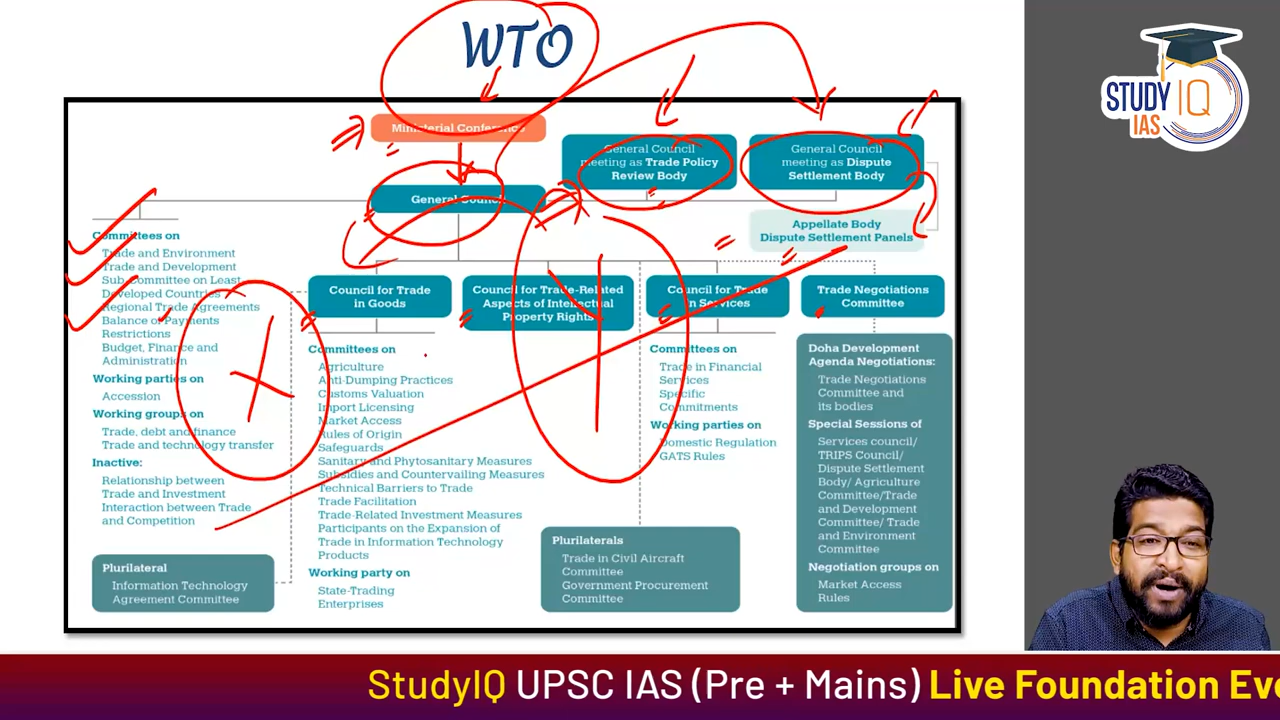 WTO
STUDY IQ
IAS
Ministerial Conference
General Council
meeting as Trade Policy
Review Body
General Council
meeting as Dispute
Settlement Body
General Council
Appellate Body
Dispute Settlement Panels
Committees on
Trade and Environment
Trade and Development
Sub-Committee on Least
Developed Countries
Regional Trade Agreements
Balance of Payments
Restrictions
Budget, Finance and
Administration
Working parties on
Accession
Working groups on
Trade, debt and finance
Trade and technology transfer
Inactive:
Relationship between
Trade and Investment
Interaction between Trade
and Competition
Plurilateral
Information Technology
Agreement Committee
Council for Trade
in Goods
Committees on
Agriculture
Anti-Dumping Practices
Customs Valuation
Import Licensing
Market Access
Rules of Origin
Safeguards
Sanitary and Phytosanitary Measures
Subsidies and Countervailing Measures
Technical Barriers to Trade
Trade Facilitation
Trade-Related Investment Measures
Participants on the Expansion of
Trade in Information Technology
Products
Working party on
State-Trading
Enterprises
Council for Trade-Related
Aspects of Intellectual
Property Rights
Council for Trade
in Services
Committees on
Trade in Financial
Services
Specific
Commitments
Working parties on
Domestic Regulation
GATS Rules
Plurilaterals
Trade in Civil Aircraft
Committee
Government Procurement
Committee
Trade Negotiations
Committee
Doha Development
Agenda Negotiations:
Trade Negotiations
Committee and
its bodies
Special Sessions of
Services council/
TRIPS Council/
Dispute Settlement
Body/ Agriculture
Committee/Trade
and Development
Committee/ Trade
and Environment
Committee
Negotiation groups on
Market Access
Rules
StudyIQ UPSC IAS (Pre + Mains) Live Foundation Eve